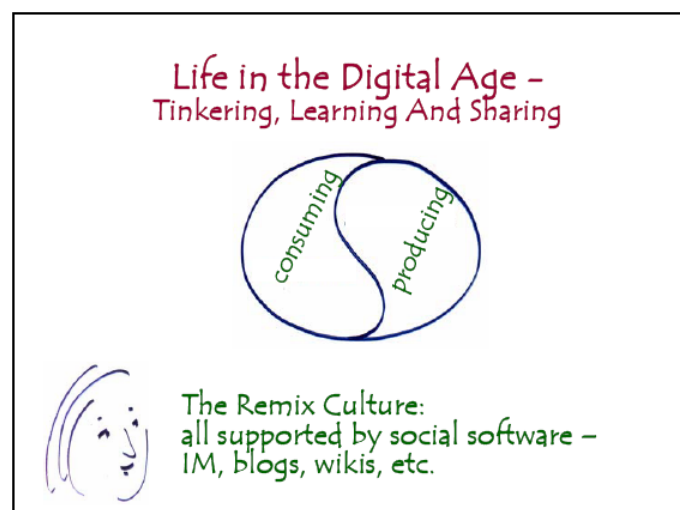 Life in the Digital Age –
Tinkering, Learning And Sharing
consuming
producing
The Remix Culture:
all supported by social software –
IM, blogs, wikis, etc.